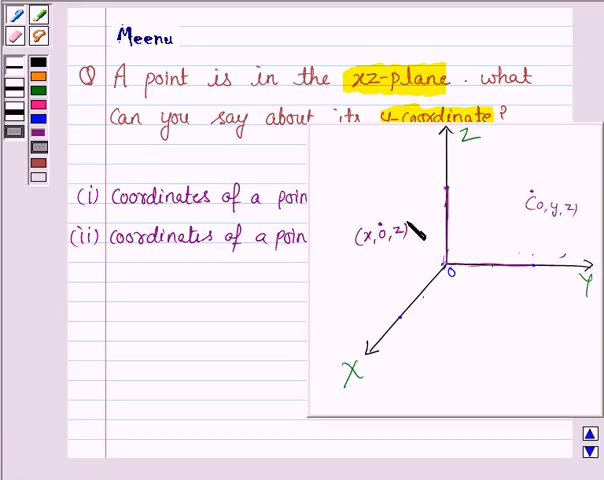 Meenu
Q A point is in the xz-plane. what
can you say about its y-coordinate?
(i) Coordinates of a poin
(ii) Coordinates of a poin
Z
(0, y, z)
(x, 0, z)
O
Y
X